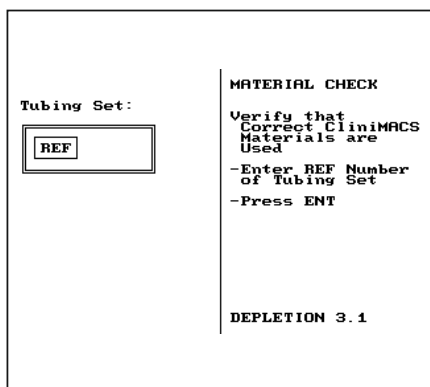 Tubing Set:
REF
MATERIAL CHECK
Verify that
Correct CliniMACS
Materials are
Used
-Enter REF Number
of Tubing Set
-Press ENT
DEPLETION 3.1